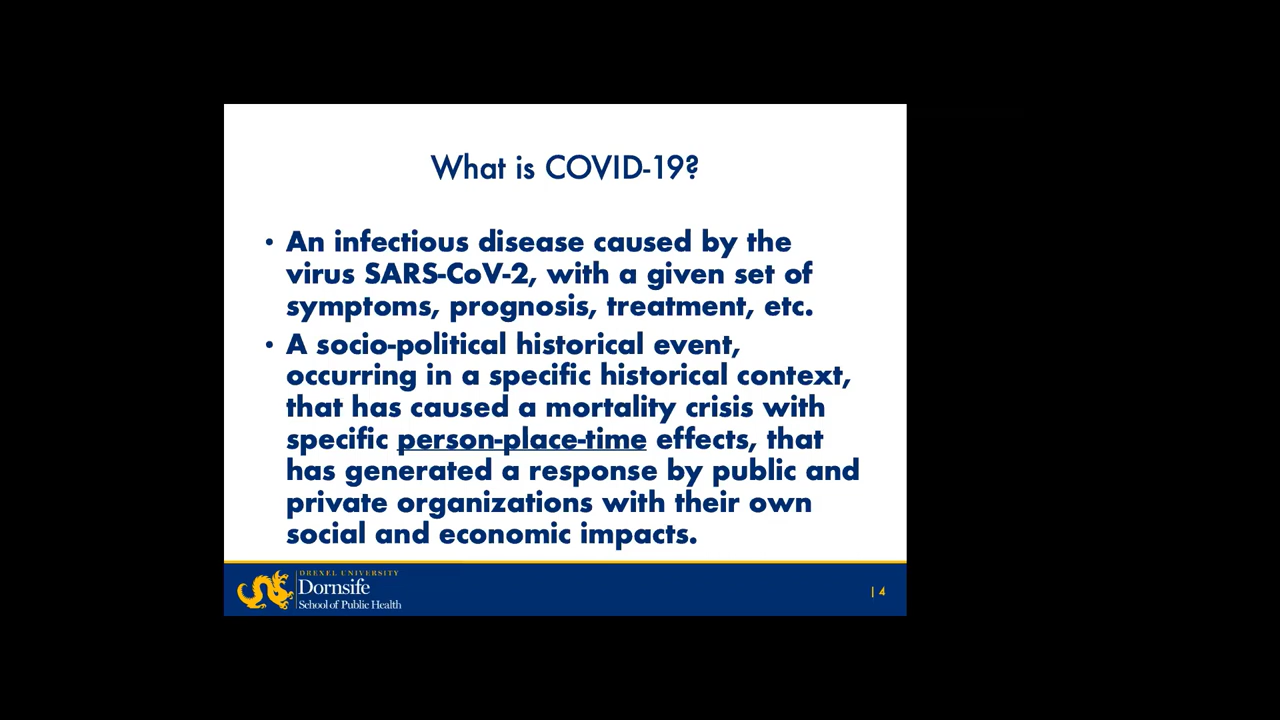 What is COVID-19?
• An infectious disease caused by the
virus SARS-CoV-2, with a given set of
symptoms, prognosis, treatment, etc.
• A socio-political historical event,
occurring in a specific historical context,
that has caused a mortality crisis with
specific person-place-time effects, that
has generated a response by public and
private organizations with their own
social and economic impacts.
DREXEL UNIVERSITY
Dornsife
School of Public Health
| 4